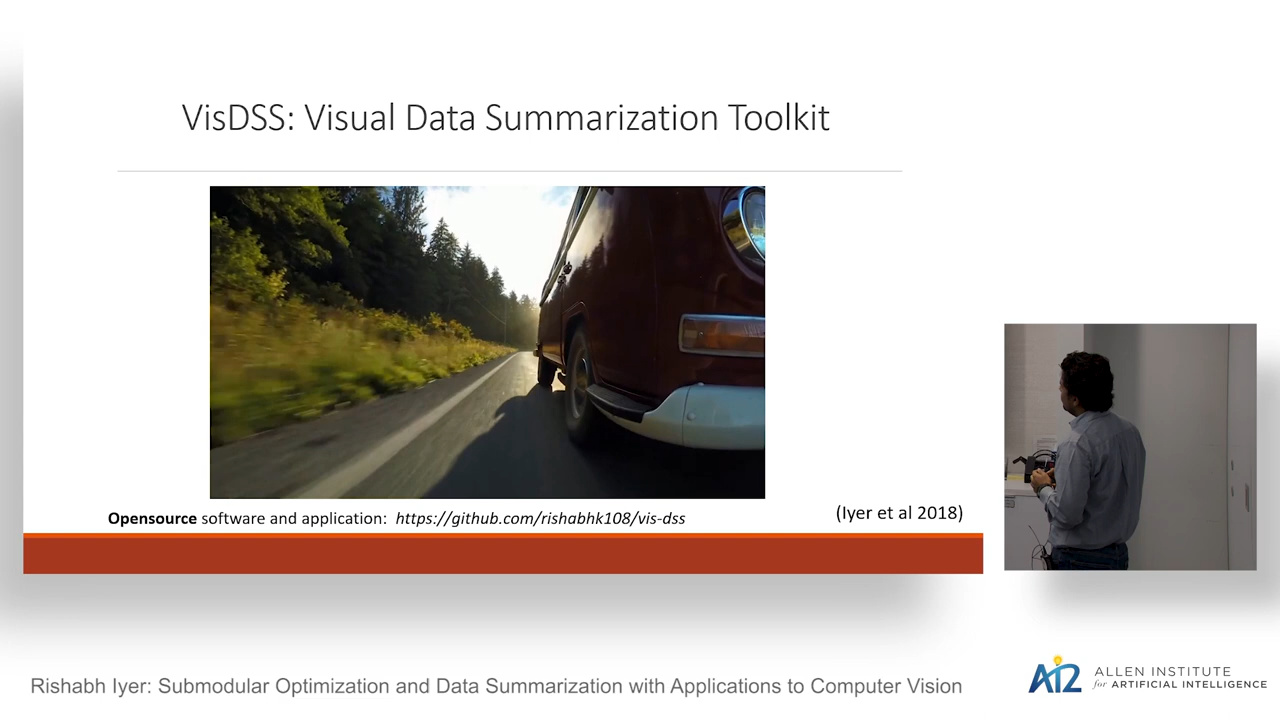 VisDSS: Visual Data Summarization Toolkit
Opensource software and application: https://github.com/rishabhk108/vis-dss
(Iyer et al 2018)
Rishabh Iyer: Submodular Optimization and Data Summarization with Applications to Computer Vision
AI2
ALLEN INSTITUTE
for ARTIFICIAL INTELLIGENCE